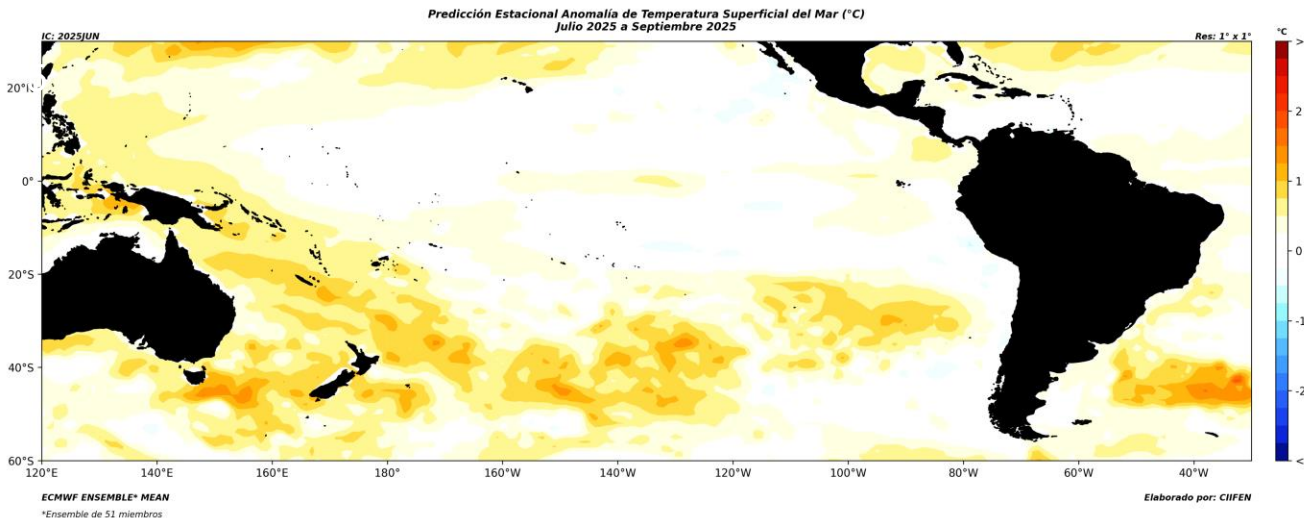 Predicción Estacional Anomalía de Temperatura Superficial del Mar (°C)
Julio 2025 a Septiembre 2025
IC: 2025JUN
Res: 1° x 1°
°C
>
2
1
0
-1
-2
<
20°N
0°
20°S
40°S
60°S
120°E
140°E
160°E
180°
160°W
140°W
120°W
100°W
80°W
60°W
40°W
ECMWF ENSEMBLE* MEAN
Elaborado por: CIIFEN
*Ensemble de 51 miembros